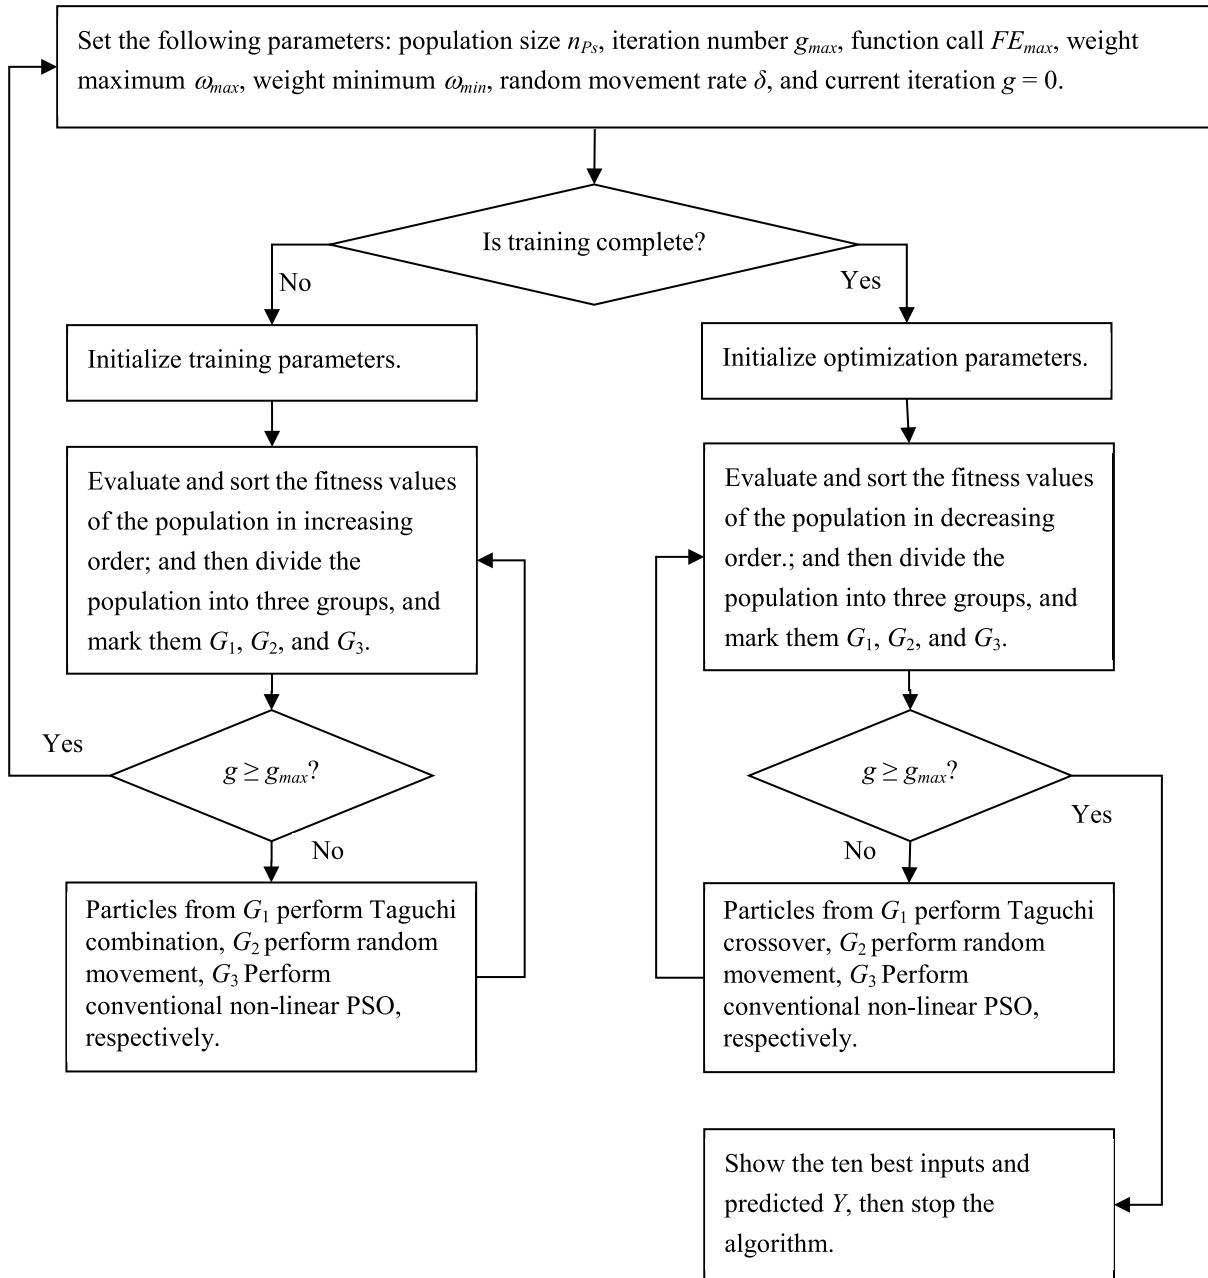 Set the following parameters: population size nPs, iteration number gmax, function call FEmax, weight
maximum ωmax, weight minimum ωmin, random movement rate δ, and current iteration g = 0.
Is training complete?
No
Yes
Initialize training parameters.
Initialize optimization parameters.
Evaluate and sort the fitness values
of the population in increasing
order; and then divide the
population into three groups, and
mark them G1, G2, and G3.
Evaluate and sort the fitness values
of the population in decreasing
order.; and then divide the
population into three groups, and
mark them G1, G2, and G3.
Yes
g ≥ gmax?
No
g ≥ gmax?
Yes
No
Particles from G1 perform Taguchi
combination, G2 perform random
movement, G3 Perform
conventional non-linear PSO,
respectively.
Particles from G1 perform Taguchi
crossover, G2 perform random
movement, G3 Perform
conventional non-linear PSO,
respectively.
Show the ten best inputs and
predicted Y, then stop the
algorithm.